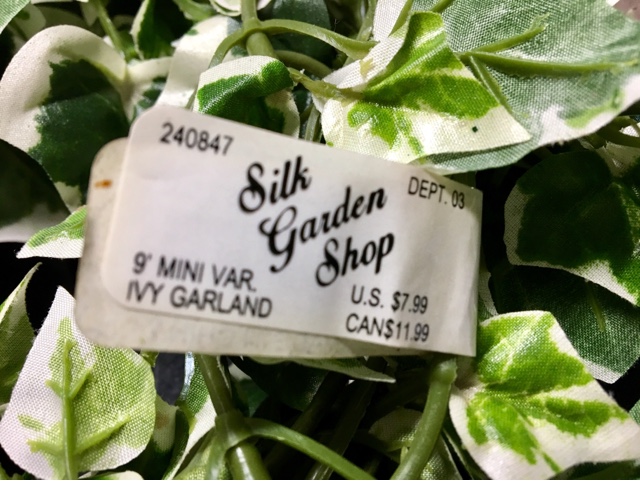 240847
DEPT. 03
Silk
Garden
Shop
9' MINI VAR.
IVY GARLAND
U.S. $7.99
CAN$11.99